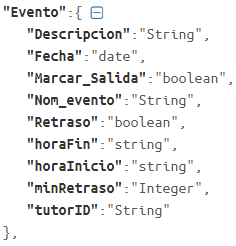 "Evento":{
"Descripcion":"String",
"Fecha":"date",
"Marcar_Salida":"boolean",
"Nom_evento":"String",
"Retraso":"boolean",
"horaFin":"string",
"horaInicio":"string",
"minRetraso":"Integer",
"tutorID":"String"
},